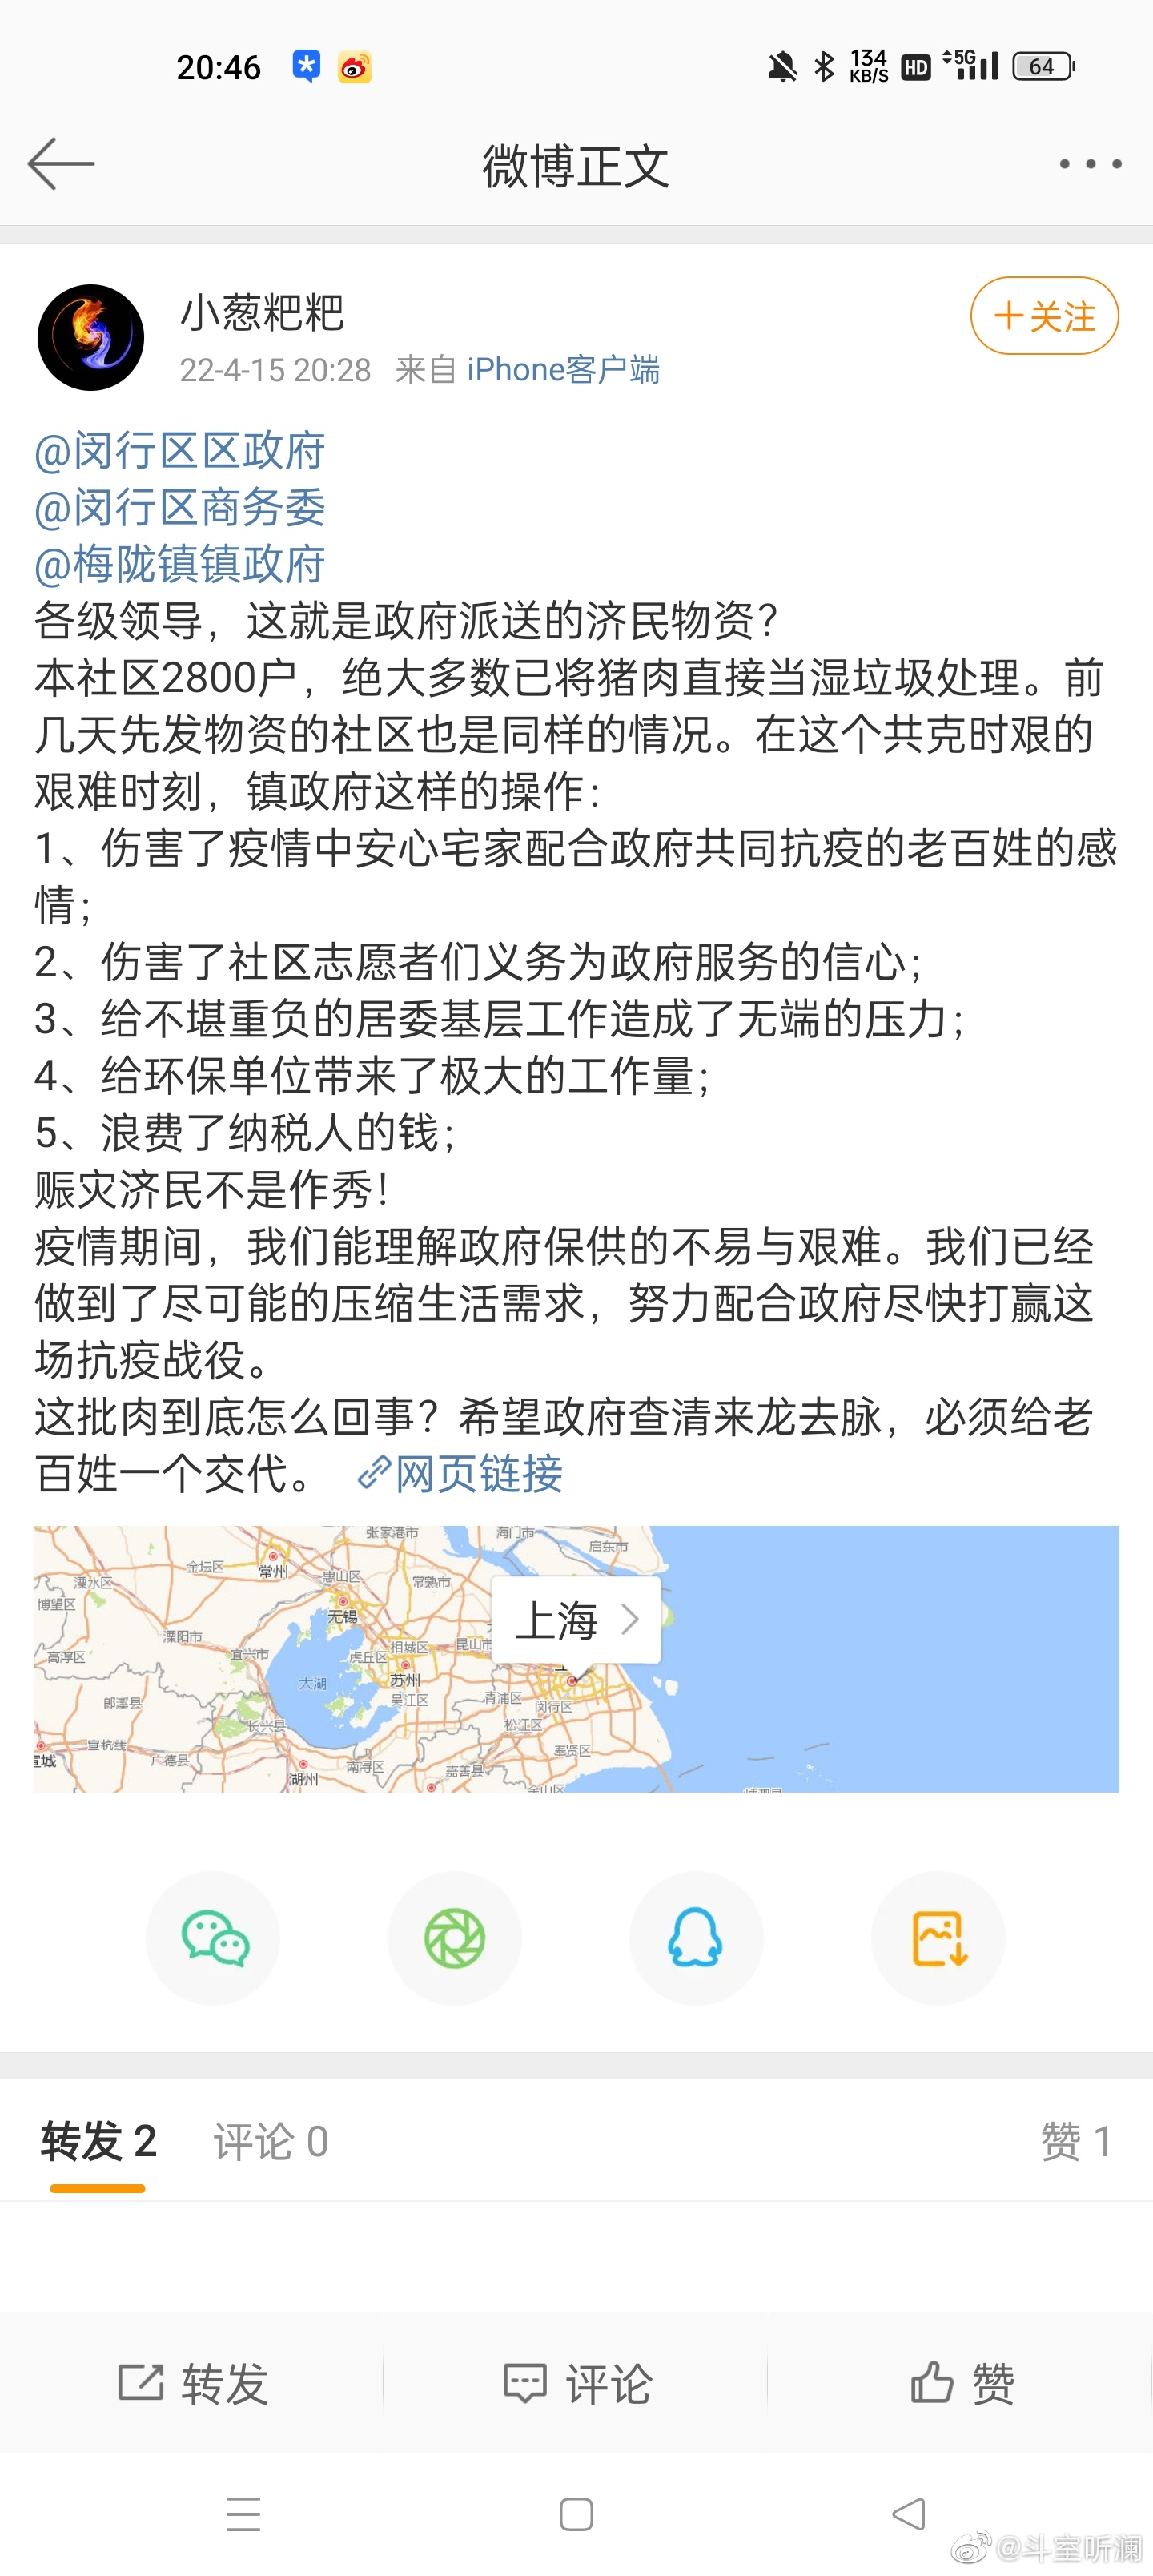 20:46
134
KB/S
HD
5G
64
微博正文
小葱粑粑
+关注
22-4-15 20:28 来自 iPhone客户端
@闵行区区政府
@闵行区商务委
@梅陇镇镇政府
各级领导，这就是政府派送的济民物资？
本社区2800户，绝大多数已将猪肉直接当湿垃圾处理。前
几天先发物资的社区也是同样的情况。在这个共克时艰的
艰难时刻，镇政府这样的操作：
1、伤害了疫情中安心宅家配合政府共同抗疫的老百姓的感
情；
2、伤害了社区志愿者们义务为政府服务的信心；
3、给不堪重负的居委基层工作造成了无端的压力；
4、给环保单位带来了极大的工作量；
5、浪费了纳税人的钱；
赈灾济民不是作秀！
疫情期间，我们能理解政府保供的不易与艰难。我们已经
做到了尽可能的压缩生活需求，努力配合政府尽快打赢这
场抗疫战役。
这批肉到底怎么回事？希望政府查清来龙去脉，必须给老
百姓一个交代。 网页链接
张家港市
海门市
启东市
金坛区
常州
惠山区
常熟市
溧水区
博望区
无锡
上海
溧阳市
宜兴市
虎丘区
相城区
昆山市
高淳区
大湖
苏州
吴江区
青浦区
闵行区
郎溪县
长兴县
松江区
宣杭线
广德县
南浔区
嘉善县
奉贤区
宣城
湖州
金山区
转发 2
评论 0
赞 1
转发
评论
赞
@斗室听澜